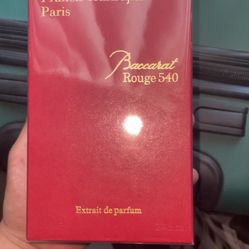 Paris
Baccarat
Rouge 540
Extrait de parfum